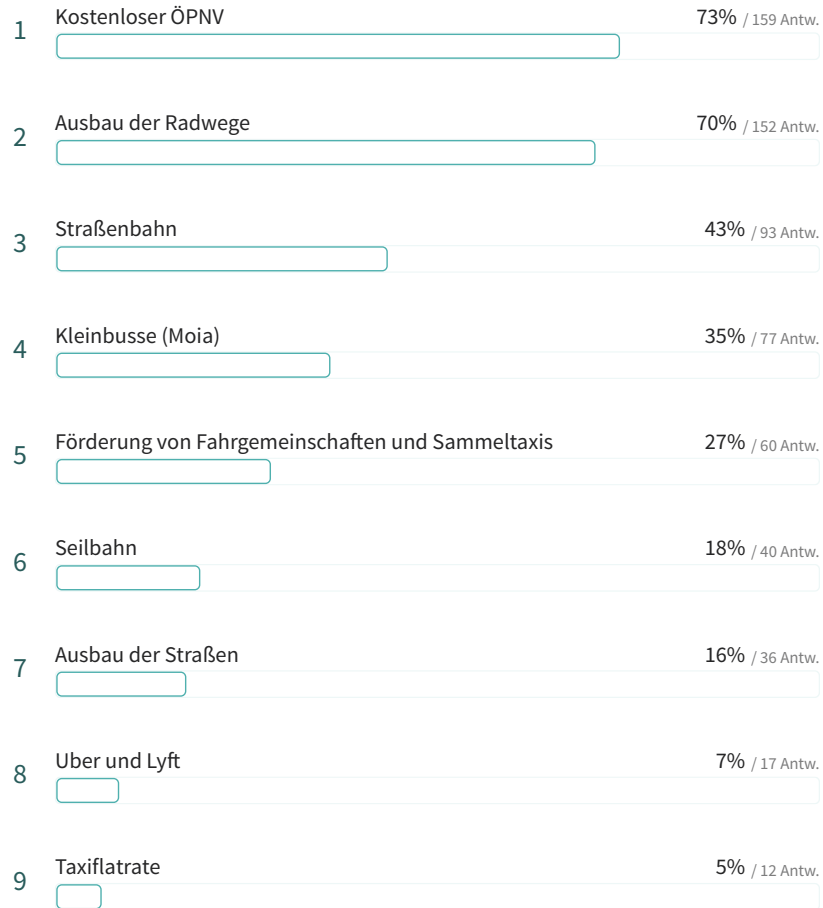 1 Kostenloser ÖPNV 73% / 159 Antw.
2 Ausbau der Radwege 70% / 152 Antw.
3 Straßenbahn 43% / 93 Antw.
4 Kleinbusse (Moia) 35% / 77 Antw.
5 Förderung von Fahrgemeinschaften und Sammeltaxis 27% / 60 Antw.
6 Seilbahn 18% / 40 Antw.
7 Ausbau der Straßen 16% / 36 Antw.
8 Uber und Lyft 7% / 17 Antw.
9 Taxiflatrate 5% / 12 Antw.